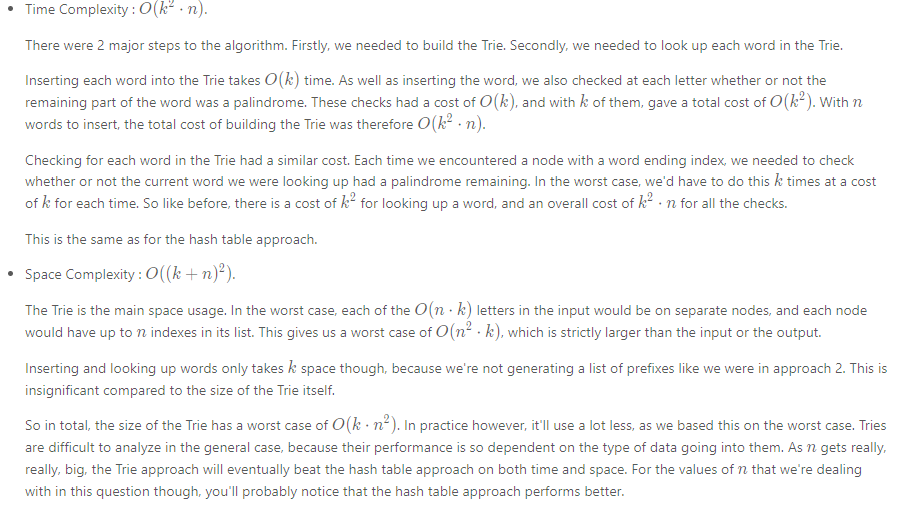 • Time Complexity : O(k² · n).
There were 2 major steps to the algorithm. Firstly, we needed to build the Trie. Secondly, we needed to look up each word in the Trie.
Inserting each word into the Trie takes O(k) time. As well as inserting the word, we also checked at each letter whether or not the
remaining part of the word was a palindrome. These checks had a cost of O(k), and with k of them, gave a total cost of O(k²). With n
words to insert, the total cost of building the Trie was therefore O(k² · n).
Checking for each word in the Trie had a similar cost. Each time we encountered a node with a word ending index, we needed to check
whether or not the current word we were looking up had a palindrome remaining. In the worst case, we'd have to do this k times at a cost
of k for each time. So like before, there is a cost of k² for looking up a word, and an overall cost of k² · n for all the checks.
This is the same as for the hash table approach.
• Space Complexity : O((k + n)²).
The Trie is the main space usage. In the worst case, each of the O(n · k) letters in the input would be on separate nodes, and each node
would have up to n indexes in its list. This gives us a worst case of O(n² · k), which is strictly larger than the input or the output.
Inserting and looking up words only takes k space though, because we're not generating a list of prefixes like we were in approach 2. This is
insignificant compared to the size of the Trie itself.
So in total, the size of the Trie has a worst case of O(k · n²). In practice however, it'll use a lot less, as we based this on the worst case. Tries
are difficult to analyze in the general case, because their performance is so dependent on the type of data going into them. As n gets really,
really, big, the Trie approach will eventually beat the hash table approach on both time and space. For the values of n that we're dealing
with in this question though, you'll probably notice that the hash table approach performs better.